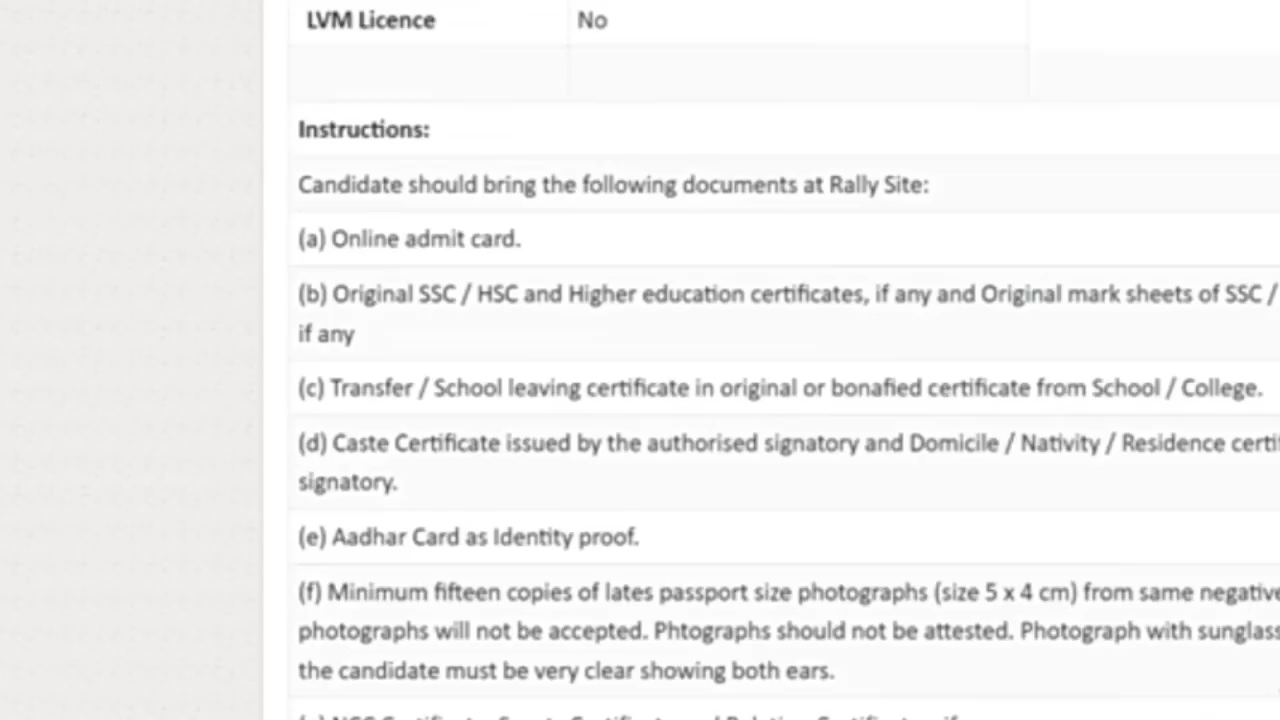 LVM Licence No
Instructions:
Candidate should bring the following documents at Rally Site:
(a) Online admit card.
(b) Original SSC / HSC and Higher education certificates, if any and Original mark sheets of SSC /
if any
(c) Transfer / School leaving certificate in original or bonafied certificate from School / College.
(d) Caste Certificate issued by the authorised signatory and Domicile / Nativity / Residence certi
signatory.
(e) Aadhar Card as Identity proof.
(f) Minimum fifteen copies of lates passport size photographs (size 5 x 4 cm) from same negative
photographs will not be accepted. Phtographs should not be attested. Photograph with sunglass
the candidate must be very clear showing both ears.